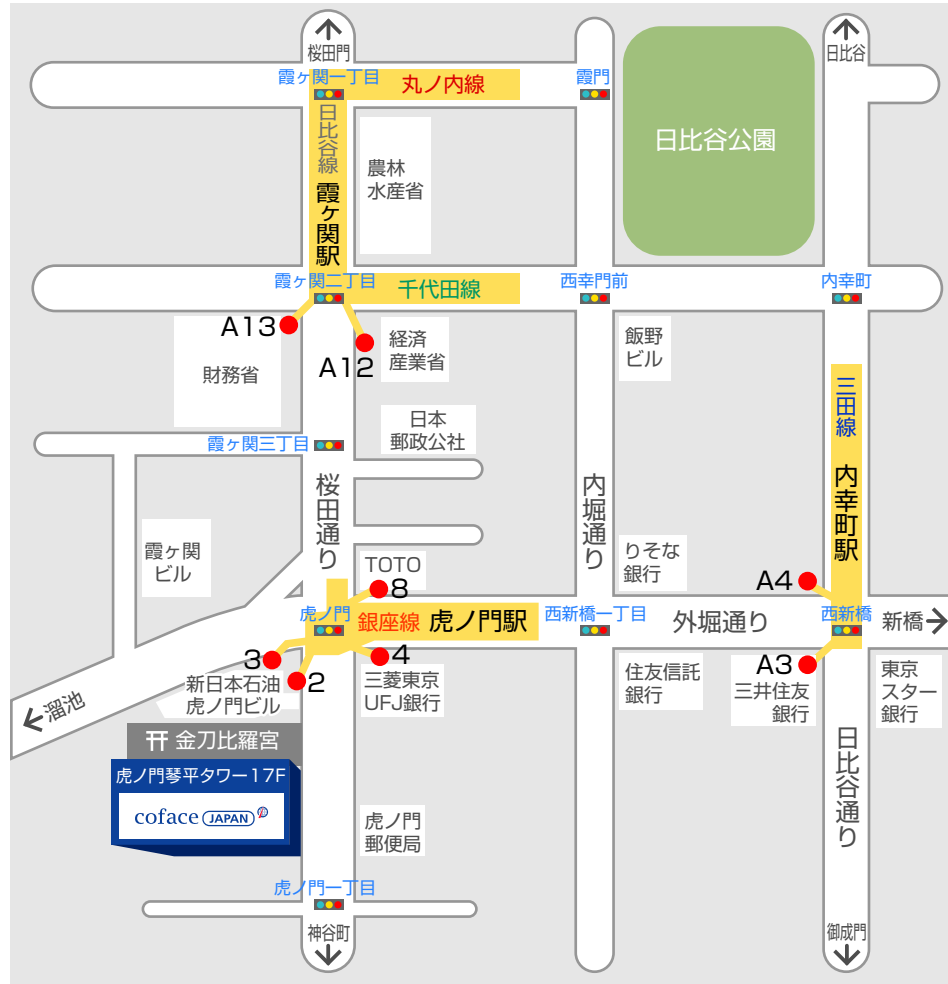 桜田門
日比谷
霞ヶ関一丁目
丸ノ内線
霞門
日比谷線
霞ヶ関駅
農林
水産省
日比谷公園
霞ヶ関二丁目
千代田線
西幸門前
内幸町
A13
A12
財務省
経済
産業省
飯野
ビル
三田線
内幸町駅
霞ヶ関三丁目
日本
郵政公社
桜田通り
内堀通り
霞ヶ関
ビル
TOTO
8
りそな
銀行
A4
虎ノ門
銀座線
虎ノ門駅
西新橋一丁目
外堀通り
西新橋
新橋
3
2
4
新日本石油
虎ノ門ビル
三菱東京
UFJ銀行
住友信託
銀行
A3
三井住友
銀行
東京
スター
銀行
溜池
金刀比羅宮
虎ノ門琴平タワー17F
coface JAPAN
日比谷通り
虎ノ門
郵便局
虎ノ門一丁目
神谷町
御成門